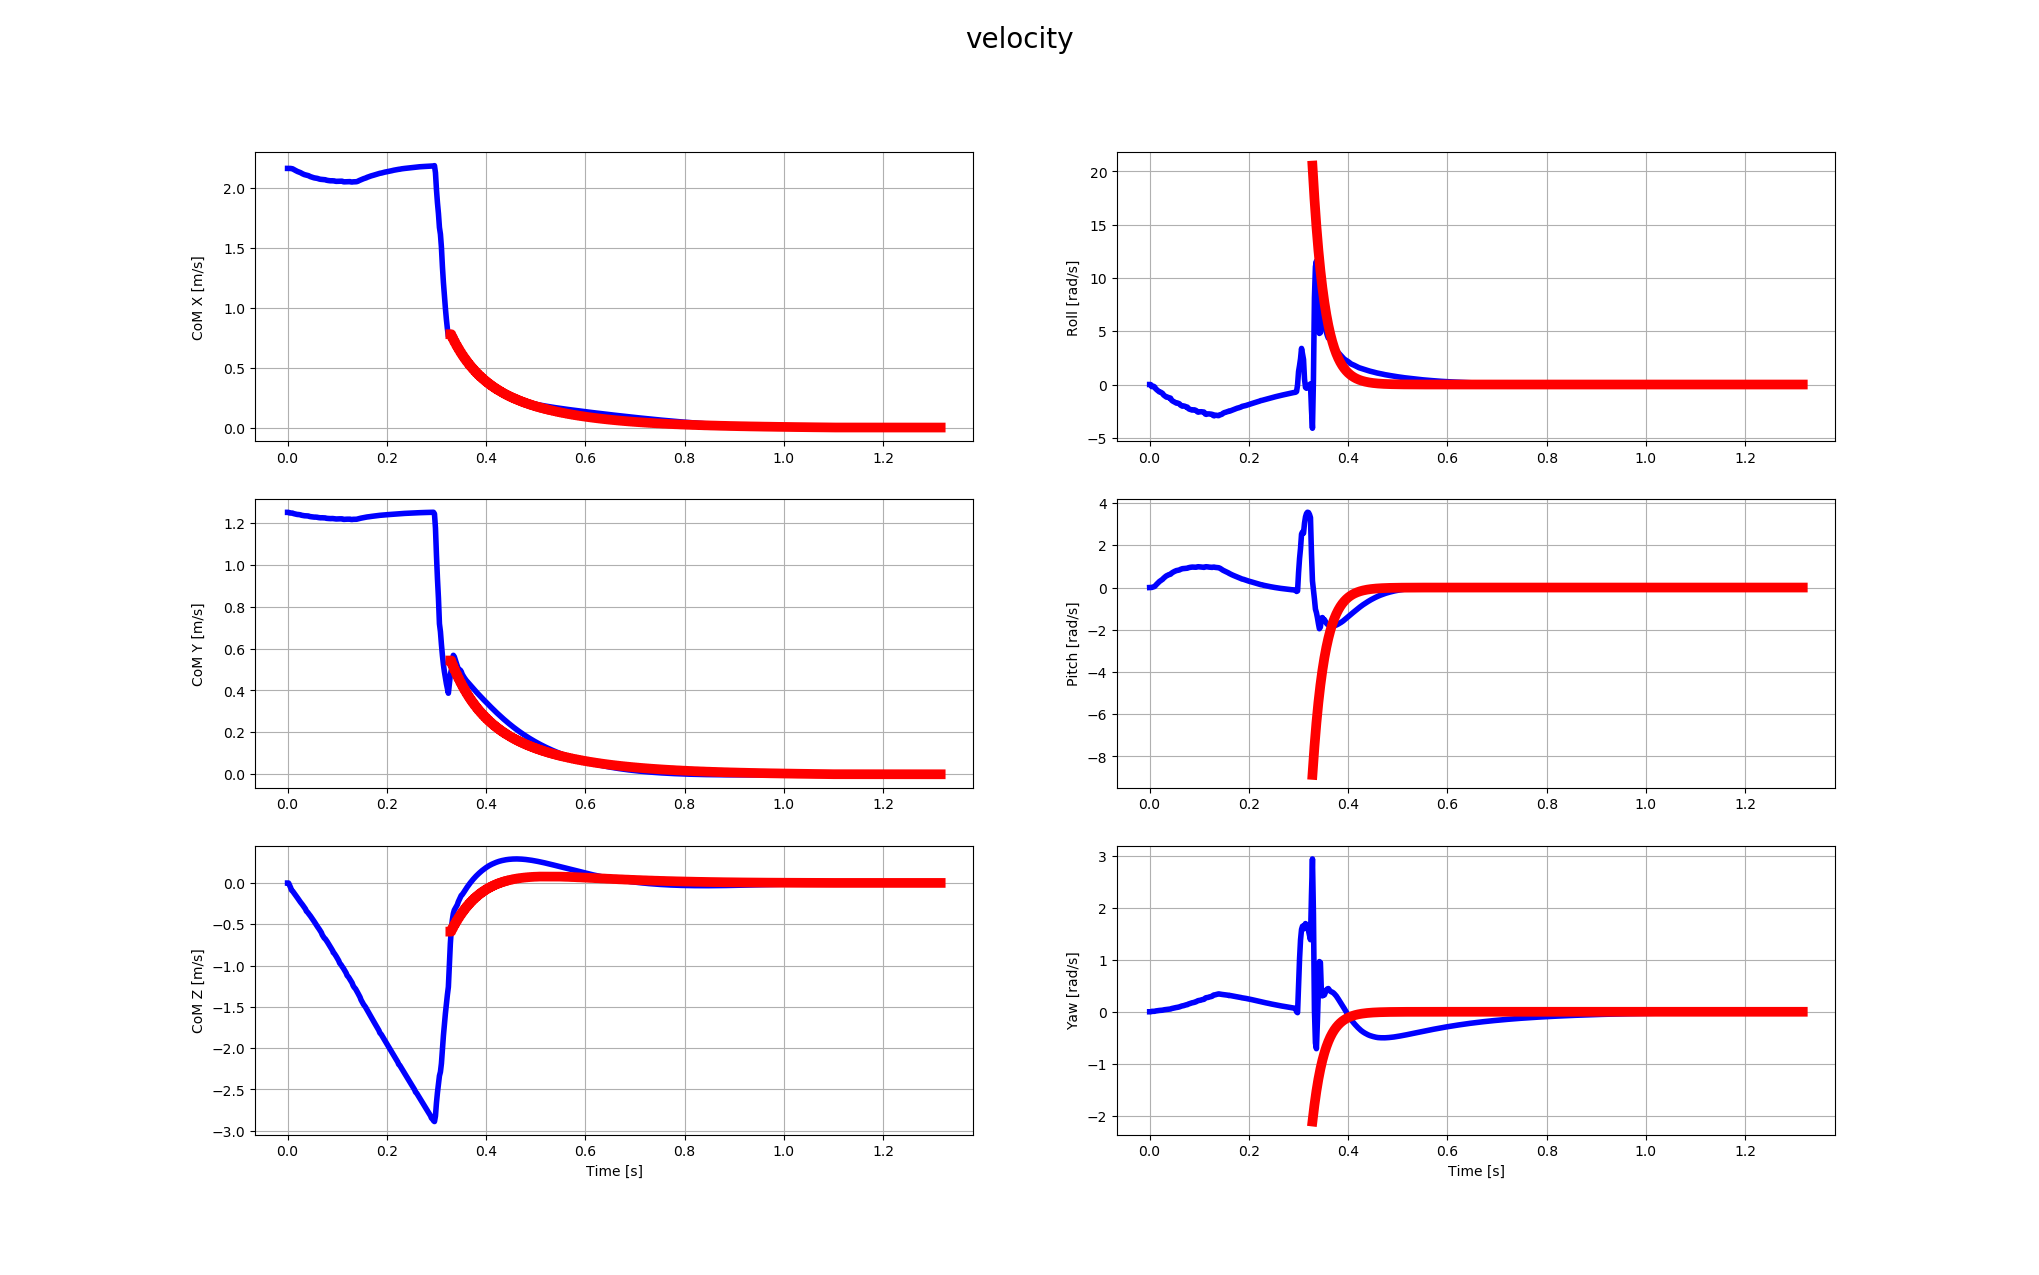 velocity
CoM X [m/s]
2.0
1.5
1.0
0.5
0.0
0.0 0.2 0.4 0.6 0.8 1.0 1.2
Roll [rad/s]
20
15
10
5
0
−5
0.0 0.2 0.4 0.6 0.8 1.0 1.2
CoM Y [m/s]
1.2
1.0
0.8
0.6
0.4
0.2
0.0
0.0 0.2 0.4 0.6 0.8 1.0 1.2
Pitch [rad/s]
4
2
0
−2
−4
−6
−8
0.0 0.2 0.4 0.6 0.8 1.0 1.2
CoM Z [m/s]
0.0
−0.5
−1.0
−1.5
−2.0
−2.5
−3.0
0.0 0.2 0.4 0.6 0.8 1.0 1.2
Time [s]
Yaw [rad/s]
3
2
1
0
−1
−2
0.0 0.2 0.4 0.6 0.8 1.0 1.2
Time [s]